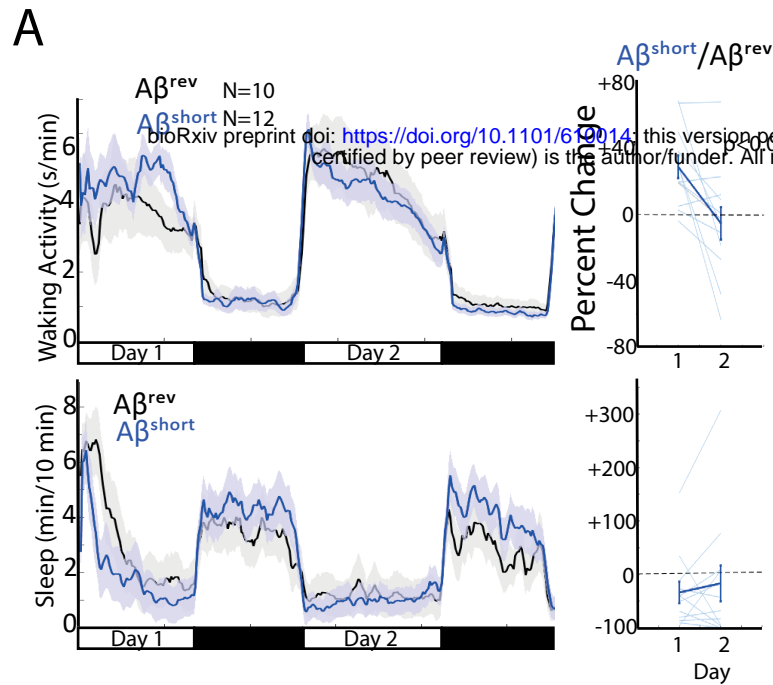 A
Aβrev N=10
Aβshort N=12
Aβshort/Aβrev
bioRxiv preprint doi: https://doi.org/10.1101/610014; this version
certified by peer review) is the author/funder. All
p<0.0
Waking Activity (s/min)
6
4
2
0
Day 1
Day 2
Percent Change
+80
+40
0
-40
-80
1 2
Aβrev
Aβshort
Sleep (min/10 min)
8
6
4
2
0
Day 1
Day 2
+300
+200
+100
0
-100
1 2
Day